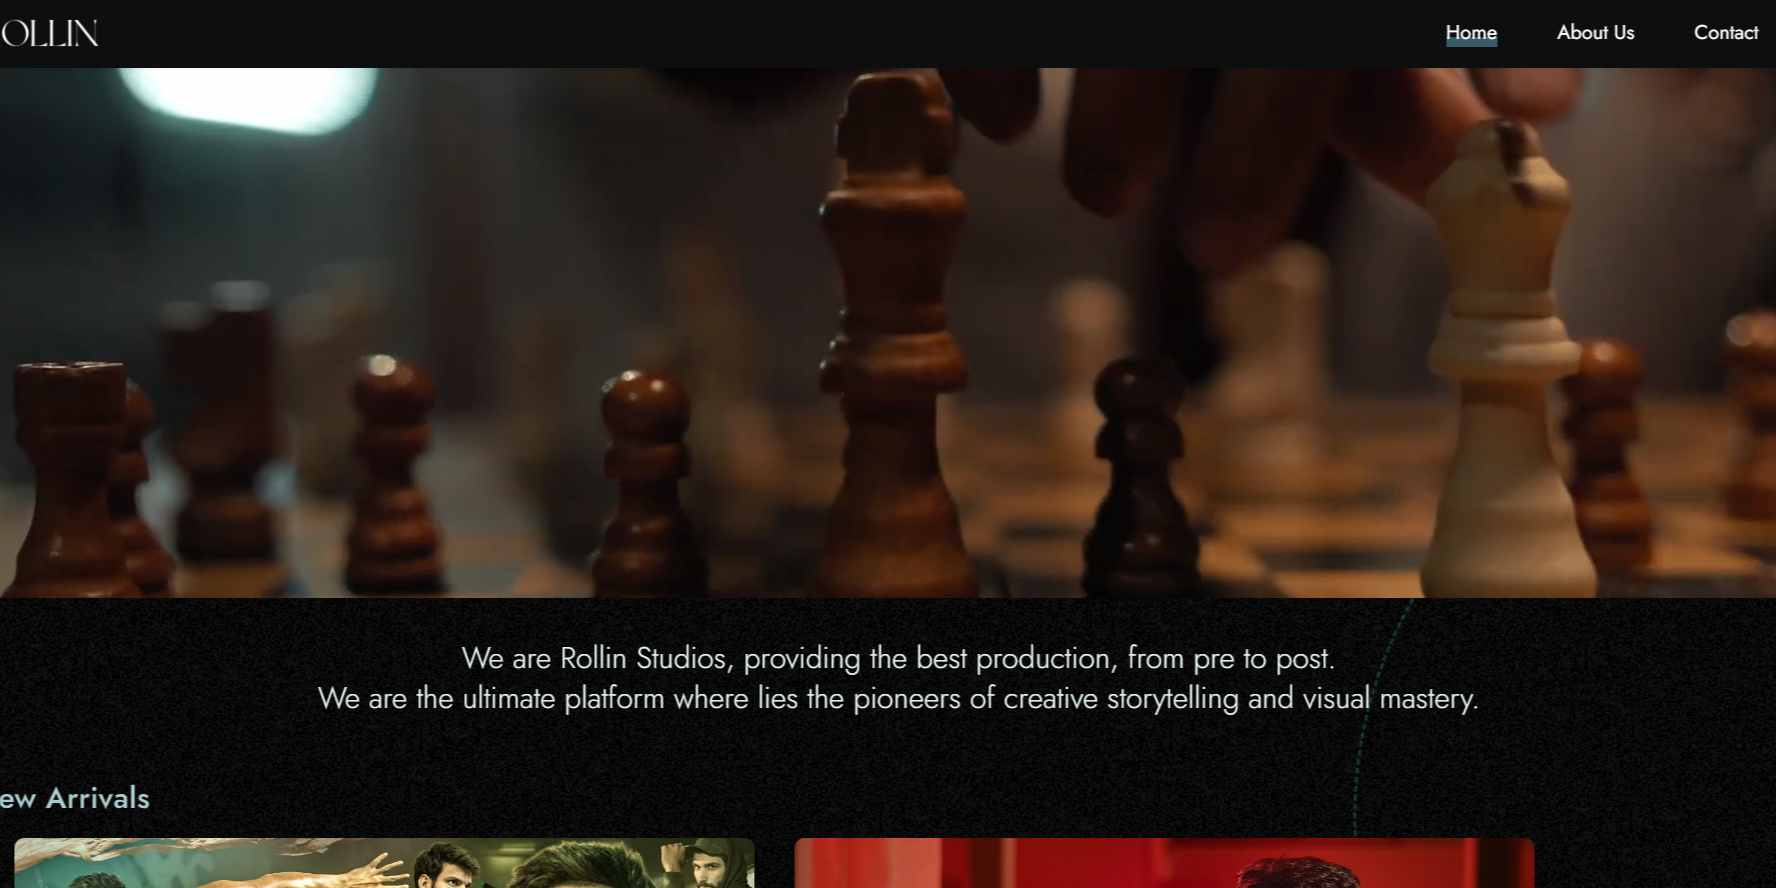 OLLIN
Home About Us Contact
We are Rollin Studios, providing the best production, from pre to post.
We are the ultimate platform where lies the pioneers of creative storytelling and visual mastery.
ew Arrivals